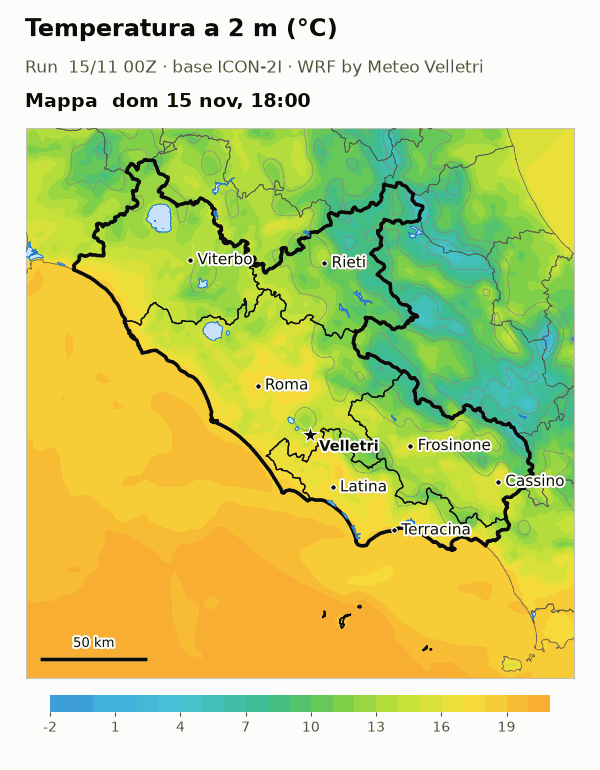 Temperatura a 2 m (°C)
Run 15/11 00Z · base ICON-2I · WRF by Meteo Velletri
Mappa dom 15 nov, 18:00
Viterbo
Rieti
Roma
Velletri
Frosinone
Cassino
Latina
Terracina
50 km
-2 1 4 7 10 13 16 19